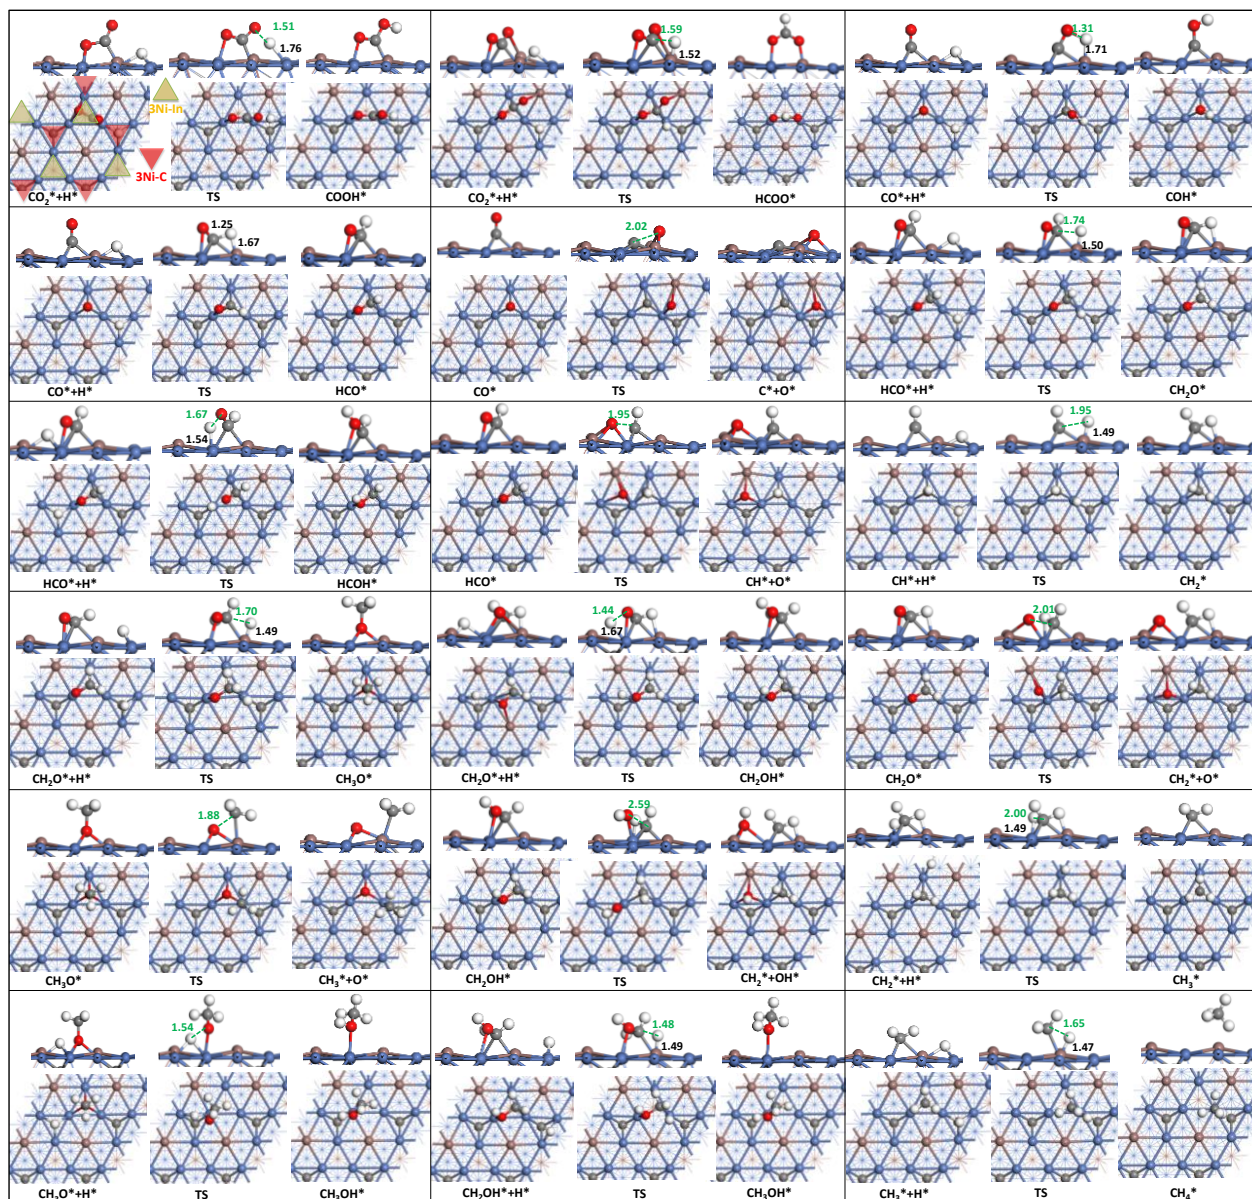 1.51
1.76
3Ni-In
3Ni-C
CO₂*+H*
TS
COOH*
1.59
1.52
CO₂*+H*
TS
HCOO*
1.31
1.71
CO*+H*
TS
COH*
1.25
1.67
CO*+H*
TS
HCO*
2.02
CO*
TS
C*+O*
1.74
1.50
HCO*+H*
TS
CH₂O*
1.67
1.54
HCO*+H*
TS
HCOH*
1.95
HCO*
TS
CH*+O*
1.95
1.49
CH*+H*
TS
CH₂*
1.70
1.49
CH₂O*+H*
TS
CH₃O*
1.44
1.67
CH₂O*+H*
TS
CH₂OH*
2.01
CH₂O*
TS
CH₂*+O*
1.88
CH₃O*
TS
CH₃*+O*
2.59
CH₂OH*
TS
CH₂*+OH*
2.00
1.49
CH₂*+H*
TS
CH₃*
1.54
CH₃O*+H*
TS
CH₃OH*
1.48
1.49
CH₂OH*+H*
TS
CH₃OH*
1.65
1.47
CH₃*+H*
TS
CH₄*